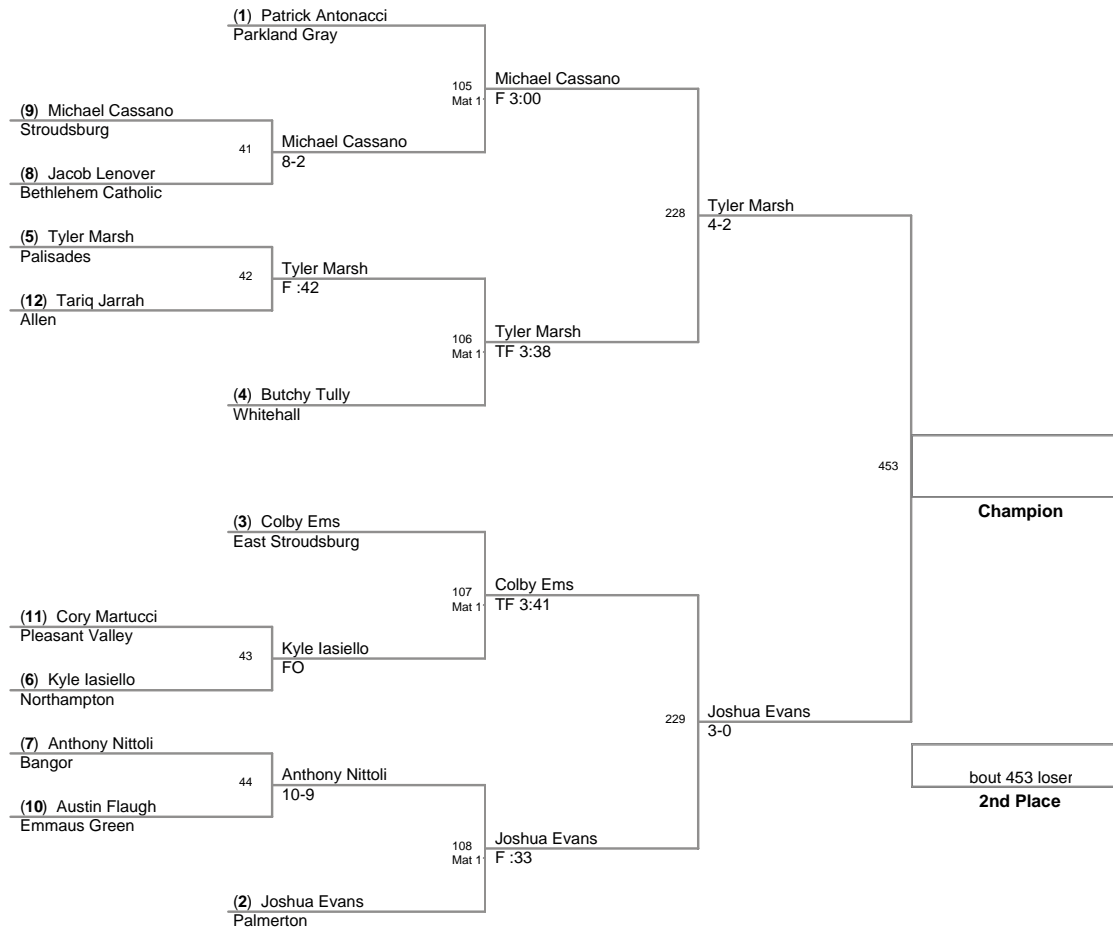 (1) Patrick Antonacci
Parkland Gray
105
Mat 1
Michael Cassano
F 3:00
(9) Michael Cassano
Stroudsburg
41
Michael Cassano
8-2
(8) Jacob Lenover
Bethlehem Catholic
228
Tyler Marsh
4-2
(5) Tyler Marsh
Palisades
42
Tyler Marsh
F :42
(12) Tariq Jarrah
Allen
106
Mat 1
Tyler Marsh
TF 3:38
(4) Butchy Tully
Whitehall
453
Champion
(3) Colby Ems
East Stroudsburg
107
Mat 1
Colby Ems
TF 3:41
(11) Cory Martucci
Pleasant Valley
43
Kyle Iasiello
FO
(6) Kyle Iasiello
Northampton
229
Joshua Evans
3-0
(7) Anthony Nittoli
Bangor
44
Anthony Nittoli
10-9
bout 453 loser
2nd Place
(10) Austin Flaugh
Emmaus Green
108
Mat 1
Joshua Evans
F :33
(2) Joshua Evans
Palmerton